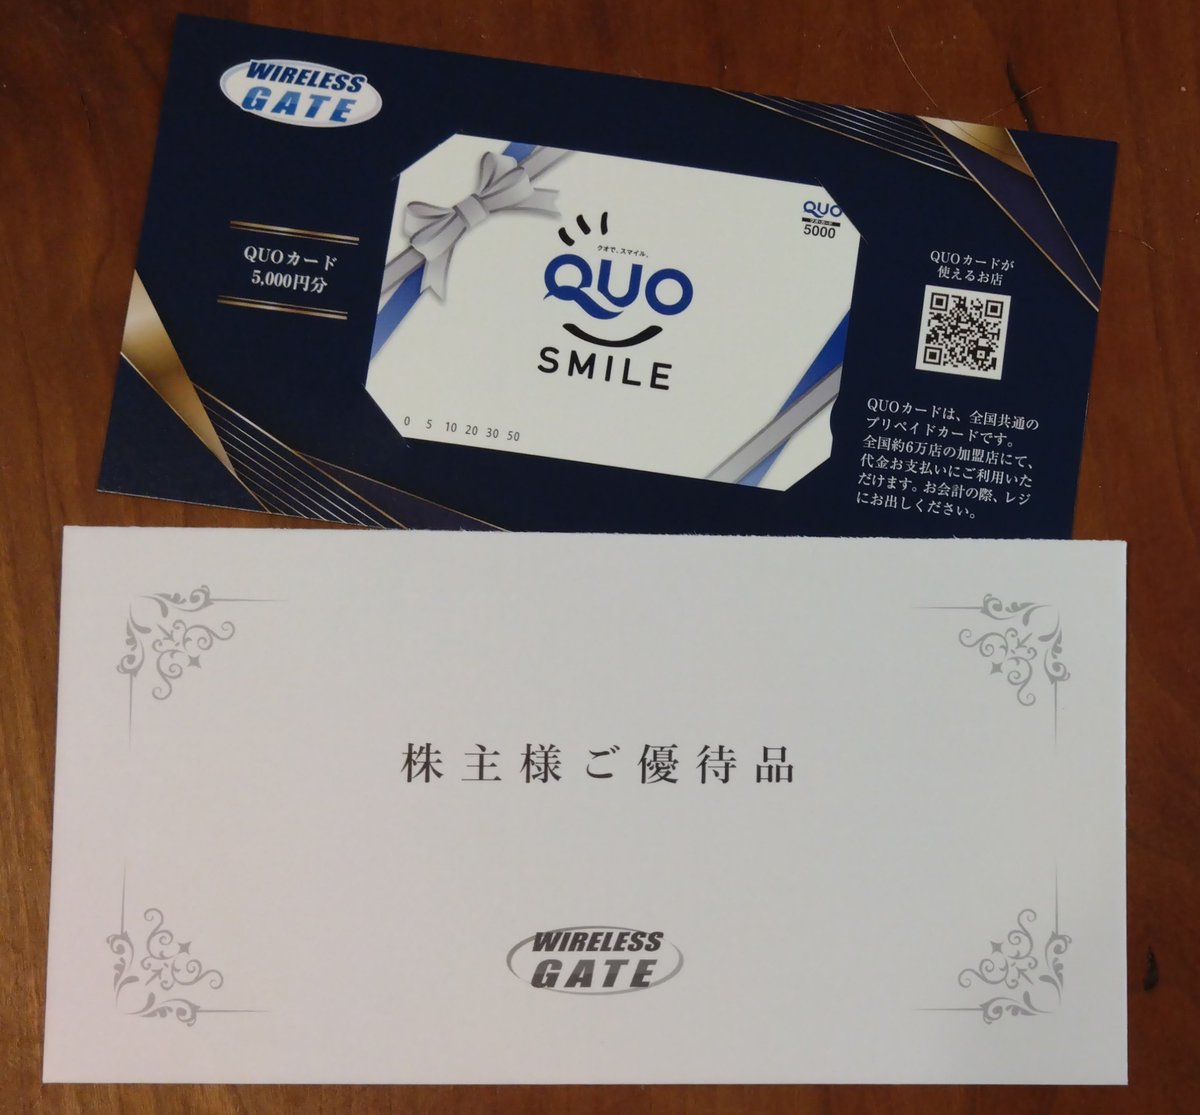 WIRELESS
GATE
QUOカード
5,000円分
クオで、スマイル。
QUO
SMILE
QUO
クオ・カード
5000
0 5 10 20 30 50
QUOカードが
使えるお店
QUOカードは、全国共通の
プリペイドカードです。
全国約6万店の加盟店にて、
代金お支払いにご利用いた
だけます。お会計の際、レジ
にお出しください。
株主様ご優待品
WIRELESS
GATE